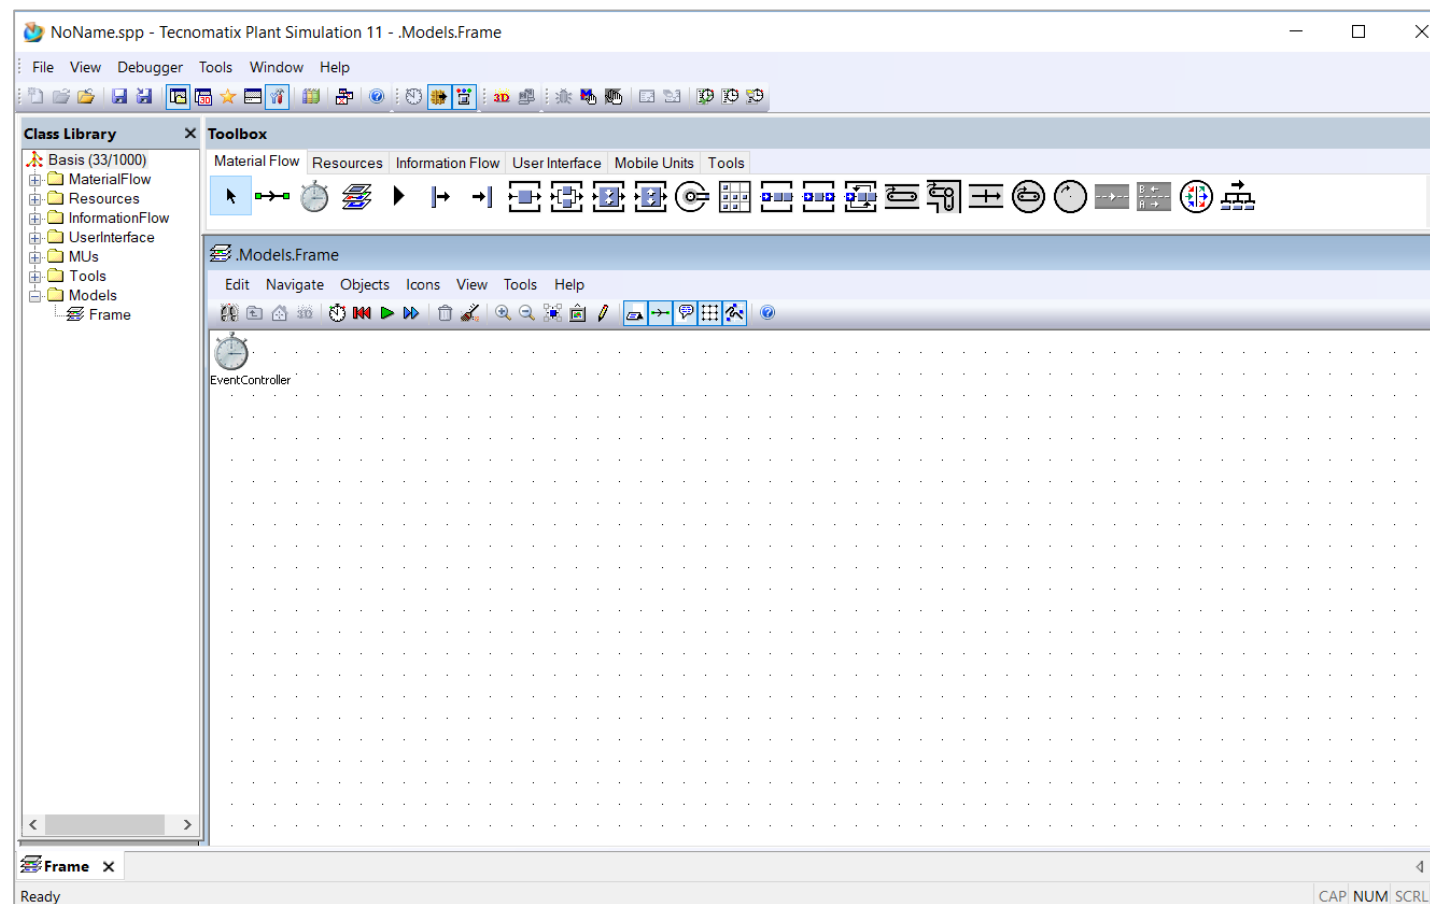 NoName.spp - Tecnomatix Plant Simulation 11 - .Models.Frame
File View Debugger Tools Window Help
3D
Class Library
Toolbox
Basis (33/1000)
MaterialFlow
Resources
InformationFlow
UserInterface
MUs
Tools
Models
Frame
Material Flow Resources Information Flow User Interface Mobile Units Tools
.Models.Frame
Edit Navigate Objects Icons View Tools Help
EventController
Frame
Ready
CAP NUM SCRL